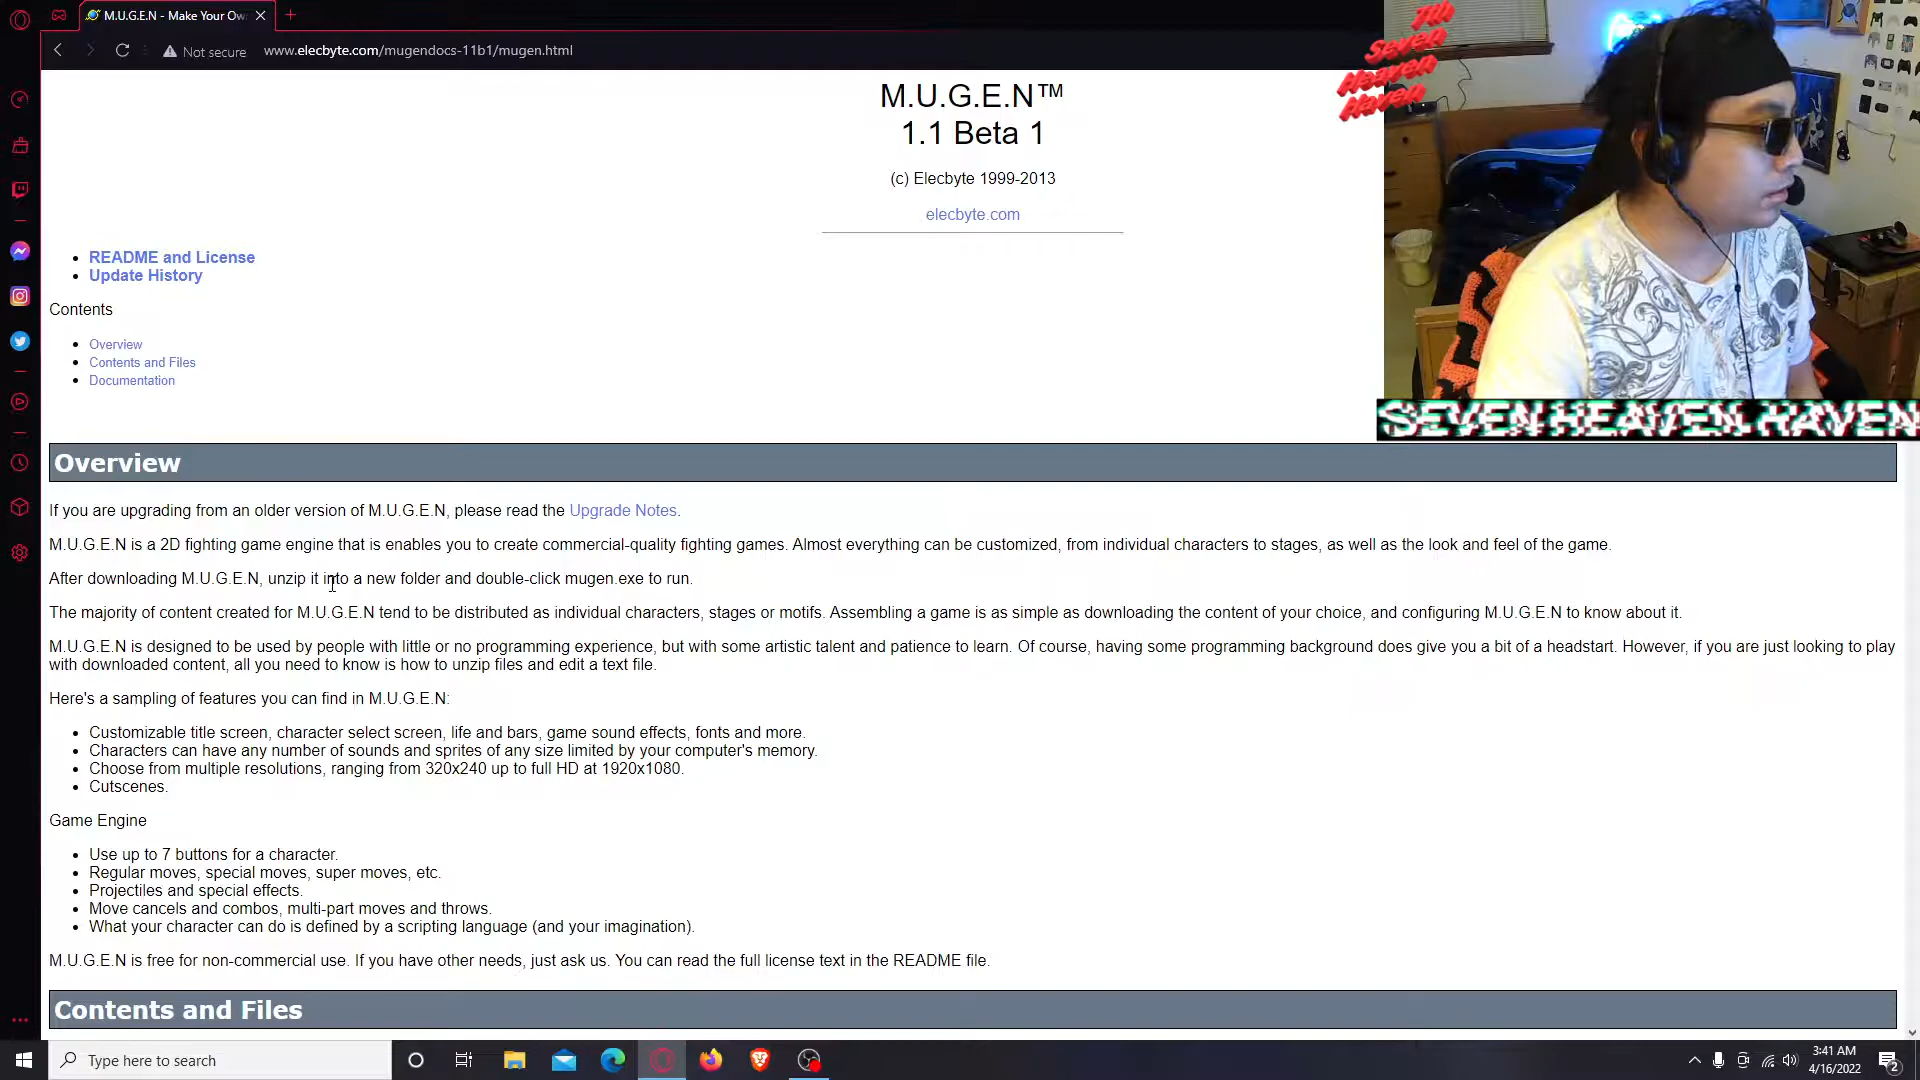 M.U.G.E.N - Make Your Ow
Not secure
www.elecbyte.com/mugendocs-11b1/mugen.html
7th
Seven
Heaven
Haven
M.U.G.E.N™
1.1 Beta 1
(c) Elecbyte 1999-2013
elecbyte.com
README and License
Update History
Contents
Overview
Contents and Files
Documentation
SEVEN HEAVEN HAVEN
Overview
If you are upgrading from an older version of M.U.G.E.N, please read the Upgrade Notes.
M.U.G.E.N is a 2D fighting game engine that is enables you to create commercial-quality fighting games. Almost everything can be customized, from individual characters to stages, as well as the look and feel of the game.
After downloading M.U.G.E.N, unzip it into a new folder and double-click mugen.exe to run.
The majority of content created for M.U.G.E.N tend to be distributed as individual characters, stages or motifs. Assembling a game is as simple as downloading the content of your choice, and configuring M.U.G.E.N to know about it.
M.U.G.E.N is designed to be used by people with little or no programming experience, but with some artistic talent and patience to learn. Of course, having some programming background does give you a bit of a headstart. However, if you are just looking to play
with downloaded content, all you need to know is how to unzip files and edit a text file.
Here's a sampling of features you can find in M.U.G.E.N:
Customizable title screen, character select screen, life and bars, game sound effects, fonts and more.
Characters can have any number of sounds and sprites of any size limited by your computer's memory.
Choose from multiple resolutions, ranging from 320x240 up to full HD at 1920x1080.
Cutscenes.
Game Engine
Use up to 7 buttons for a character.
Regular moves, special moves, super moves, etc.
Projectiles and special effects.
Move cancels and combos, multi-part moves and throws.
What your character can do is defined by a scripting language (and your imagination).
M.U.G.E.N is free for non-commercial use. If you have other needs, just ask us. You can read the full license text in the README file.
Contents and Files
Type here to search
3:41 AM
4/16/2022
2